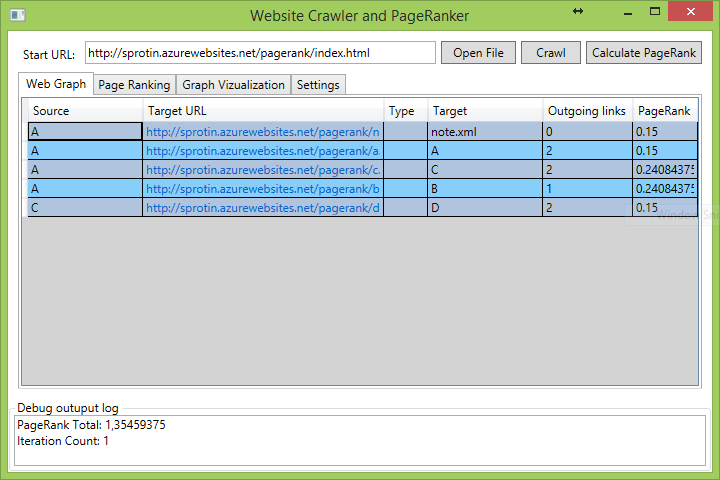 Website Crawler and PageRanker
Start URL: http://sprotin.azurewebsites.net/pagerank/index.html Open File Crawl Calculate PageRank
Web Graph Page Ranking Graph Vizualization Settings
Source Target URL Type Target Outgoing links PageRank
A http://sprotin.azurewebsites.net/pagerank/n note.xml 0 0.15
A http://sprotin.azurewebsites.net/pagerank/a A 2 0.15
A http://sprotin.azurewebsites.net/pagerank/c. C 2 0.24084375
A http://sprotin.azurewebsites.net/pagerank/b B 1 0.24084375
C http://sprotin.azurewebsites.net/pagerank/d D 2 0.15
Window Sni
Debug outuput log
PageRank Total: 1,35459375
Iteration Count: 1